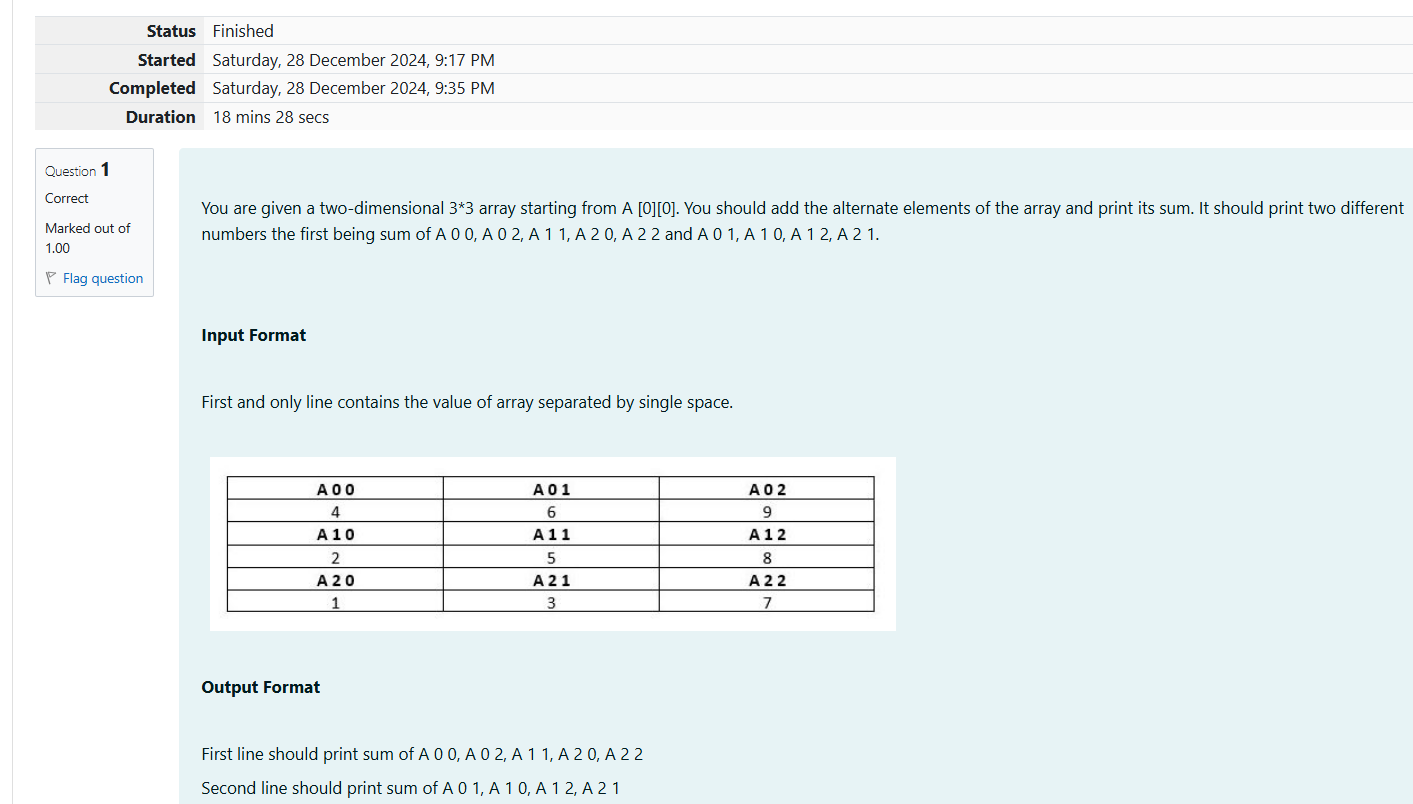 Status Finished
Started Saturday, 28 December 2024, 9:17 PM
Completed Saturday, 28 December 2024, 9:35 PM
Duration 18 mins 28 secs
Question 1
Correct
Marked out of
1.00
Flag question
You are given a two-dimensional 3*3 array starting from A [0][0]. You should add the alternate elements of the array and print its sum. It should print two different
numbers the first being sum of A 0 0, A 0 2, A 1 1, A 2 0, A 2 2 and A 0 1, A 1 0, A 1 2, A 2 1.
Input Format
First and only line contains the value of array separated by single space.
A 0 0 A 0 1 A 0 2
4 6 9
A 1 0 A 1 1 A 1 2
2 5 8
A 2 0 A 2 1 A 2 2
1 3 7
Output Format
First line should print sum of A 0 0, A 0 2, A 1 1, A 2 0, A 2 2
Second line should print sum of A 0 1, A 1 0, A 1 2, A 2 1